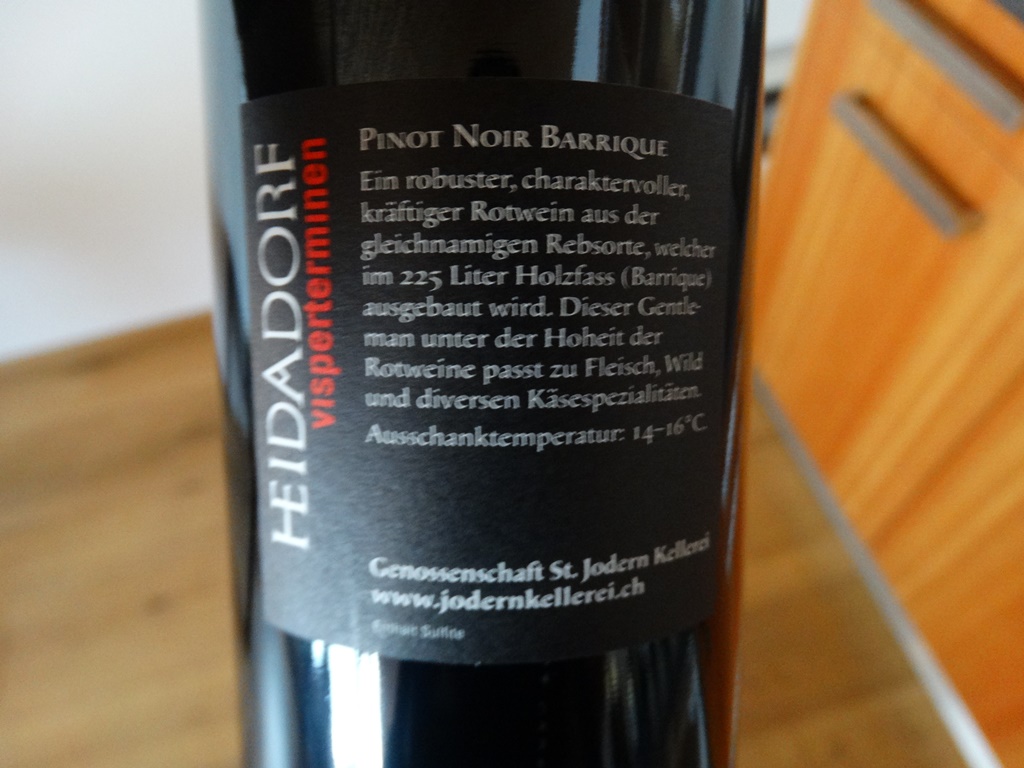 HEIDADORF
visperterminen
PINOT NOIR BARRIQUE
Ein robuster, charaktervoller,
kräftiger Rotwein aus der
gleichnamigen Rebsorte, welcher
im 225 Liter Holzfass (Barrique)
ausgebaut wird. Dieser Gentle-
man unter der Hoheit der
Rotweine passt zu Fleisch, Wild
und diversen Käsespezialitäten.
Ausschanktemperatur: 14–16°C
Genossenschaft St. Jodern Kellerei
www.jodernkellerei.ch
Enthält Sulfite